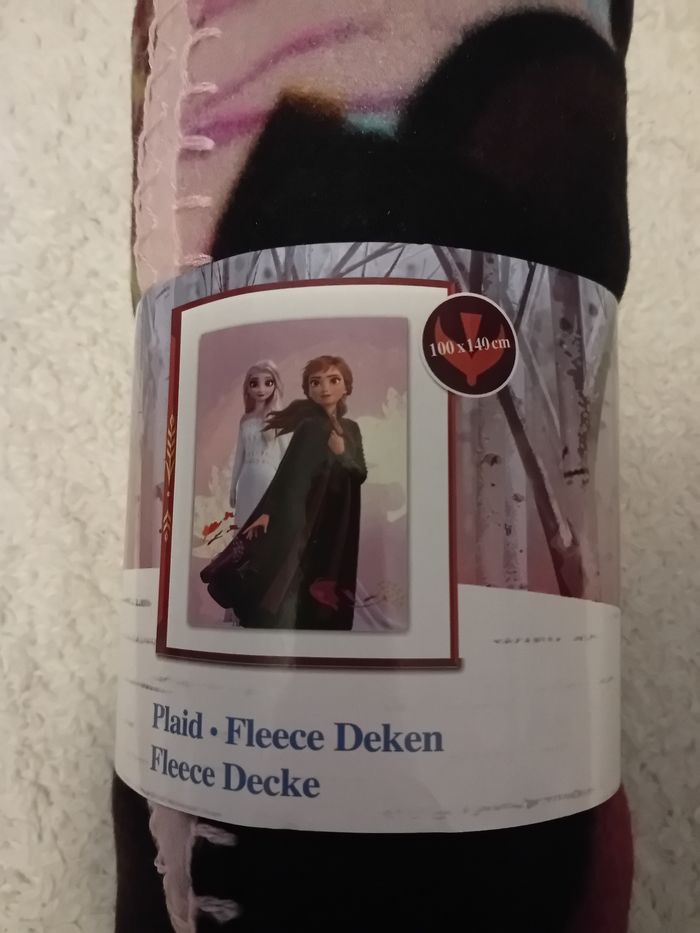 100 x 140 cm
Plaid • Fleece Deken
Fleece Decke